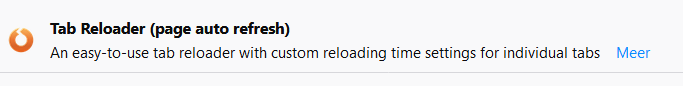 Tab Reloader (page auto refresh)
An easy-to-use tab reloader with custom reloading time settings for individual tabs Meer